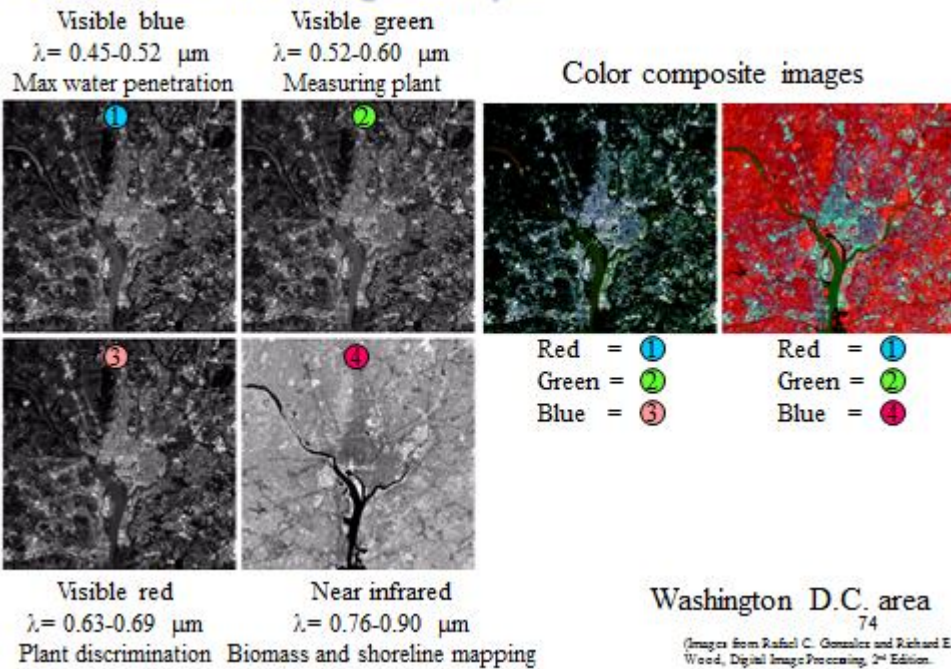 Visible blue
λ= 0.45-0.52 μm
Max water penetration
Visible green
λ= 0.52-0.60 μm
Measuring plant
Color composite images
1
2
3
4
Red = 1
Green = 2
Blue = 3
Red = 1
Green = 2
Blue = 4
Visible red
λ= 0.63-0.69 μm
Plant discrimination
Near infrared
λ= 0.76-0.90 μm
Biomass and shoreline mapping
Washington D.C. area
74
(Images from Rafael C. Gonzalez and Richard E.
Wood, Digital Image Processing, 2nd Edition.